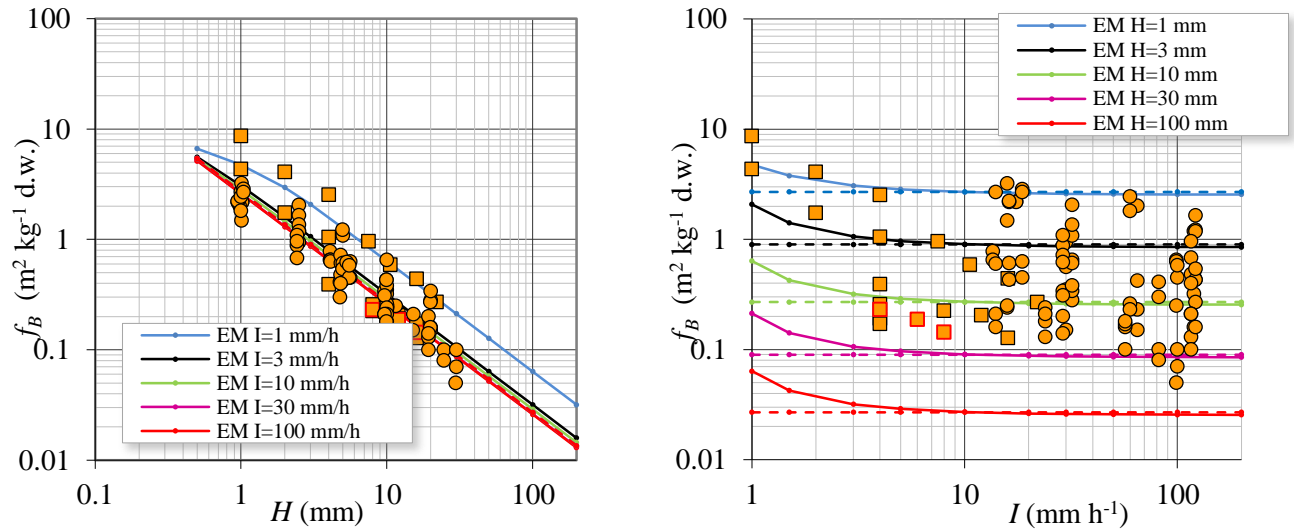 100
10
1
0.1
0.01
f_B (m² kg⁻¹ d.w.)
EM I=1 mm/h
EM I=3 mm/h
EM I=10 mm/h
EM I=30 mm/h
EM I=100 mm/h
0.1
1
10
100
H (mm)
100
10
1
0.1
0.01
f_B (m² kg⁻¹ d.w.)
EM H=1 mm
EM H=3 mm
EM H=10 mm
EM H=30 mm
EM H=100 mm
1
10
100
I (mm h⁻¹)